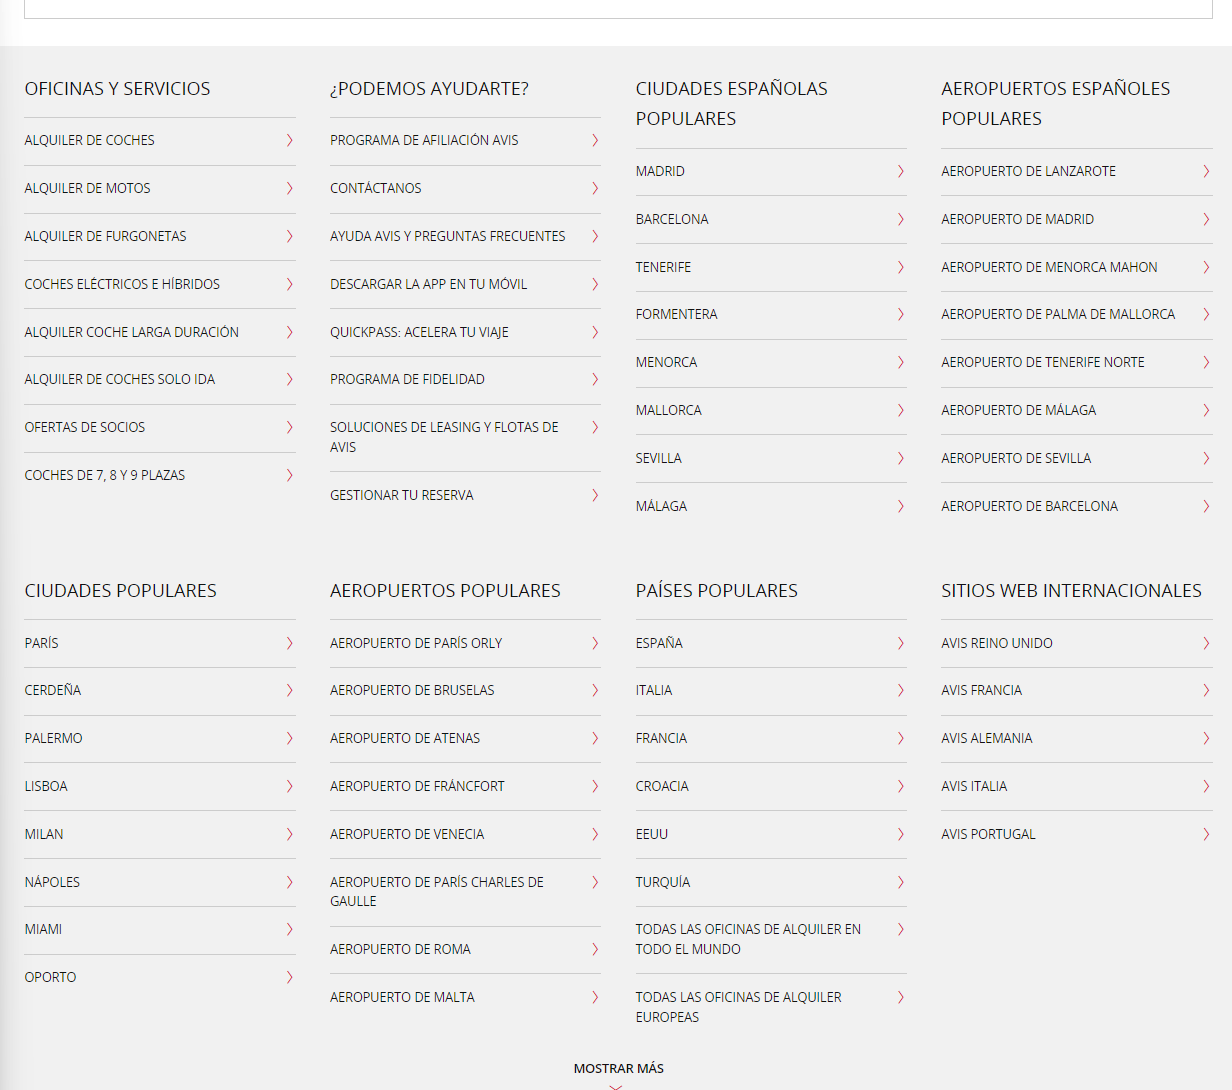 OFICINAS Y SERVICIOS
ALQUILER DE COCHES
ALQUILER DE MOTOS
ALQUILER DE FURGONETAS
COCHES ELÉCTRICOS E HÍBRIDOS
ALQUILER COCHE LARGA DURACIÓN
ALQUILER DE COCHES SOLO IDA
OFERTAS DE SOCIOS
COCHES DE 7, 8 Y 9 PLAZAS
¿PODEMOS AYUDARTE?
PROGRAMA DE AFILIACIÓN AVIS
CONTÁCTANOS
AYUDA AVIS Y PREGUNTAS FRECUENTES
DESCARGAR LA APP EN TU MÓVIL
QUICKPASS: ACELERA TU VIAJE
PROGRAMA DE FIDELIDAD
SOLUCIONES DE LEASING Y FLOTAS DE
AVIS
GESTIONAR TU RESERVA
CIUDADES ESPAÑOLAS
POPULARES
MADRID
BARCELONA
TENERIFE
FORMENTERA
MENORCA
MALLORCA
SEVILLA
MÁLAGA
AEROPUERTOS ESPAÑOLES
POPULARES
AEROPUERTO DE LANZAROTE
AEROPUERTO DE MADRID
AEROPUERTO DE MENORCA MAHON
AEROPUERTO DE PALMA DE MALLORCA
AEROPUERTO DE TENERIFE NORTE
AEROPUERTO DE MÁLAGA
AEROPUERTO DE SEVILLA
AEROPUERTO DE BARCELONA
CIUDADES POPULARES
PARÍS
CERDEÑA
PALERMO
LISBOA
MILAN
NÁPOLES
MIAMI
OPORTO
AEROPUERTOS POPULARES
AEROPUERTO DE PARÍS ORLY
AEROPUERTO DE BRUSELAS
AEROPUERTO DE ATENAS
AEROPUERTO DE FRÁNCFORT
AEROPUERTO DE VENECIA
AEROPUERTO DE PARÍS CHARLES DE
GAULLE
AEROPUERTO DE ROMA
AEROPUERTO DE MALTA
PAÍSES POPULARES
ESPAÑA
ITALIA
FRANCIA
CROACIA
EEUU
TURQUÍA
TODAS LAS OFICINAS DE ALQUILER EN
TODO EL MUNDO
TODAS LAS OFICINAS DE ALQUILER
EUROPEAS
SITIOS WEB INTERNACIONALES
AVIS REINO UNIDO
AVIS FRANCIA
AVIS ALEMANIA
AVIS ITALIA
AVIS PORTUGAL
MOSTRAR MÁS